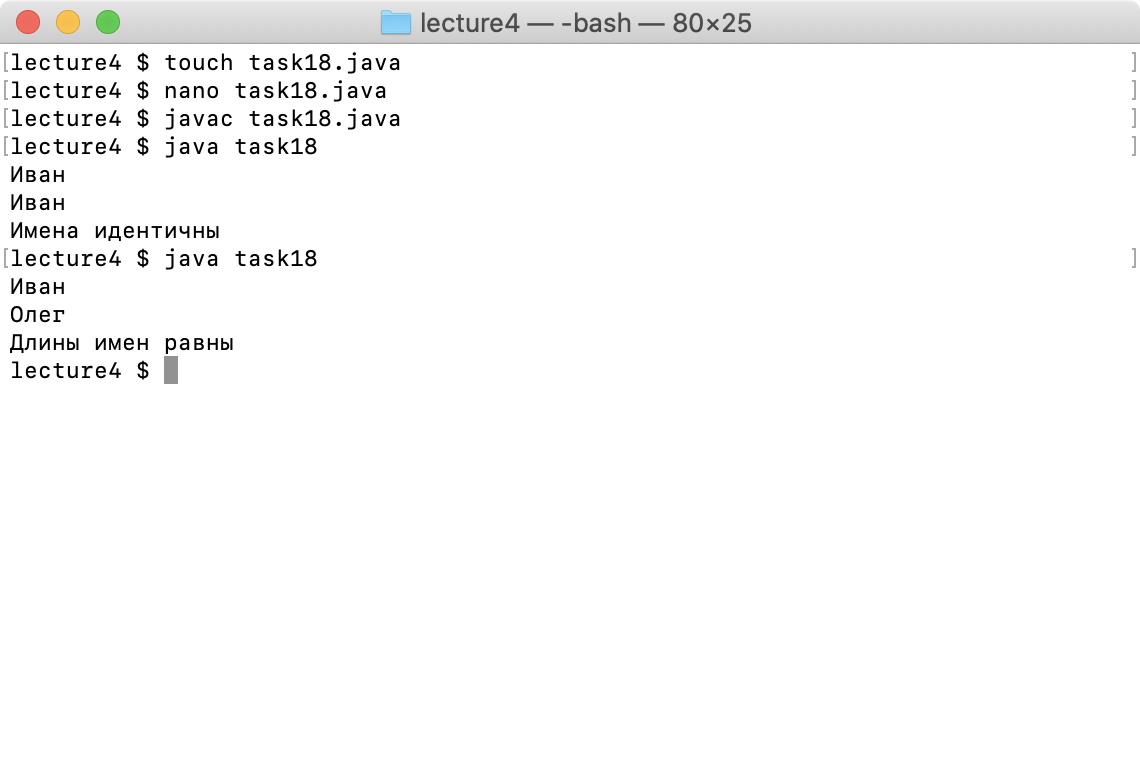 lecture4 — -bash — 80×25
[lecture4 $ touch task18.java ]
[lecture4 $ nano task18.java ]
[lecture4 $ javac task18.java ]
[lecture4 $ java task18 ]
Иван
Иван
Имена идентичны
[lecture4 $ java task18 ]
Иван
Олег
Длины имен равны
lecture4 $